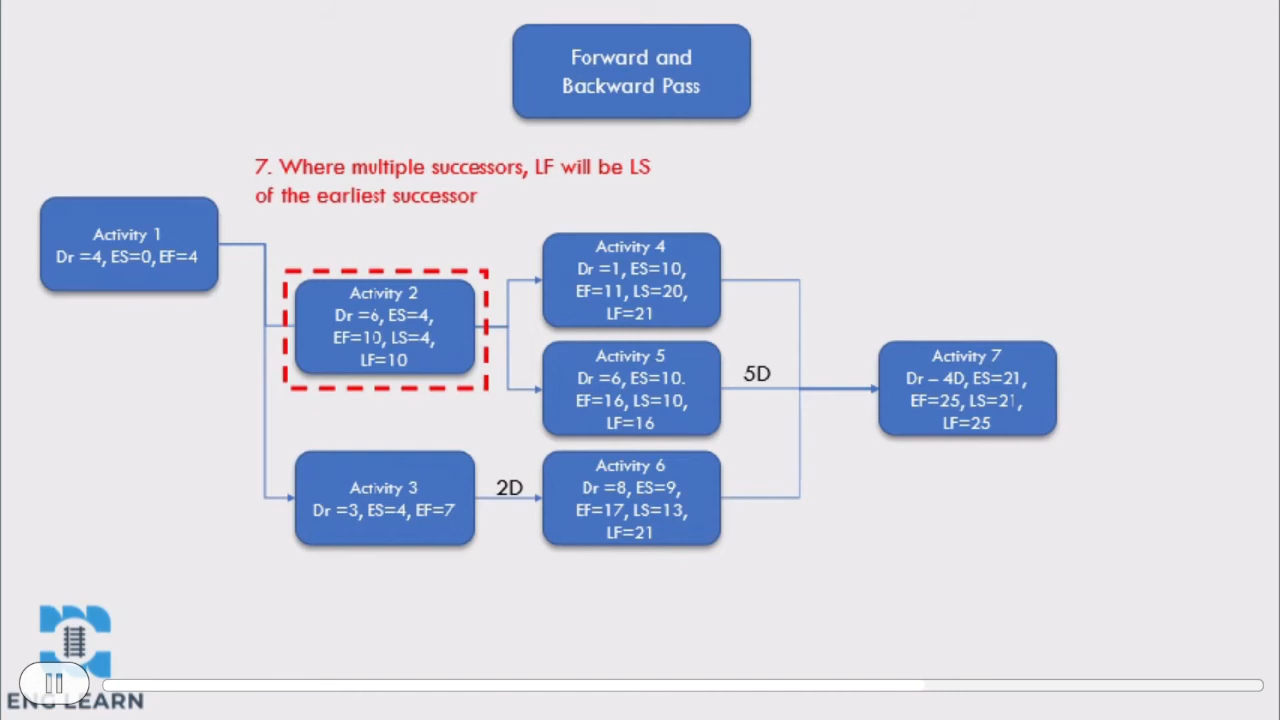 Forward and
Backward Pass
7. Where multiple successors, LF will be LS
of the earliest successor
Activity 1
Dr =4, ES=0, EF=4
Activity 2
Dr =6, ES=4,
EF=10, LS=4,
LF=10
Activity 3
Dr =3, ES=4, EF=7
2D
Activity 4
Dr =1, ES=10,
EF=11, LS=20,
LF=21
Activity 5
Dr =6, ES=10.
EF=16, LS=10,
LF=16
5D
Activity 6
Dr =8, ES=9,
EF=17, LS=13,
LF=21
Activity 7
Dr – 4D, ES=21,
EF=25, LS=21,
LF=25
ENG LEARN